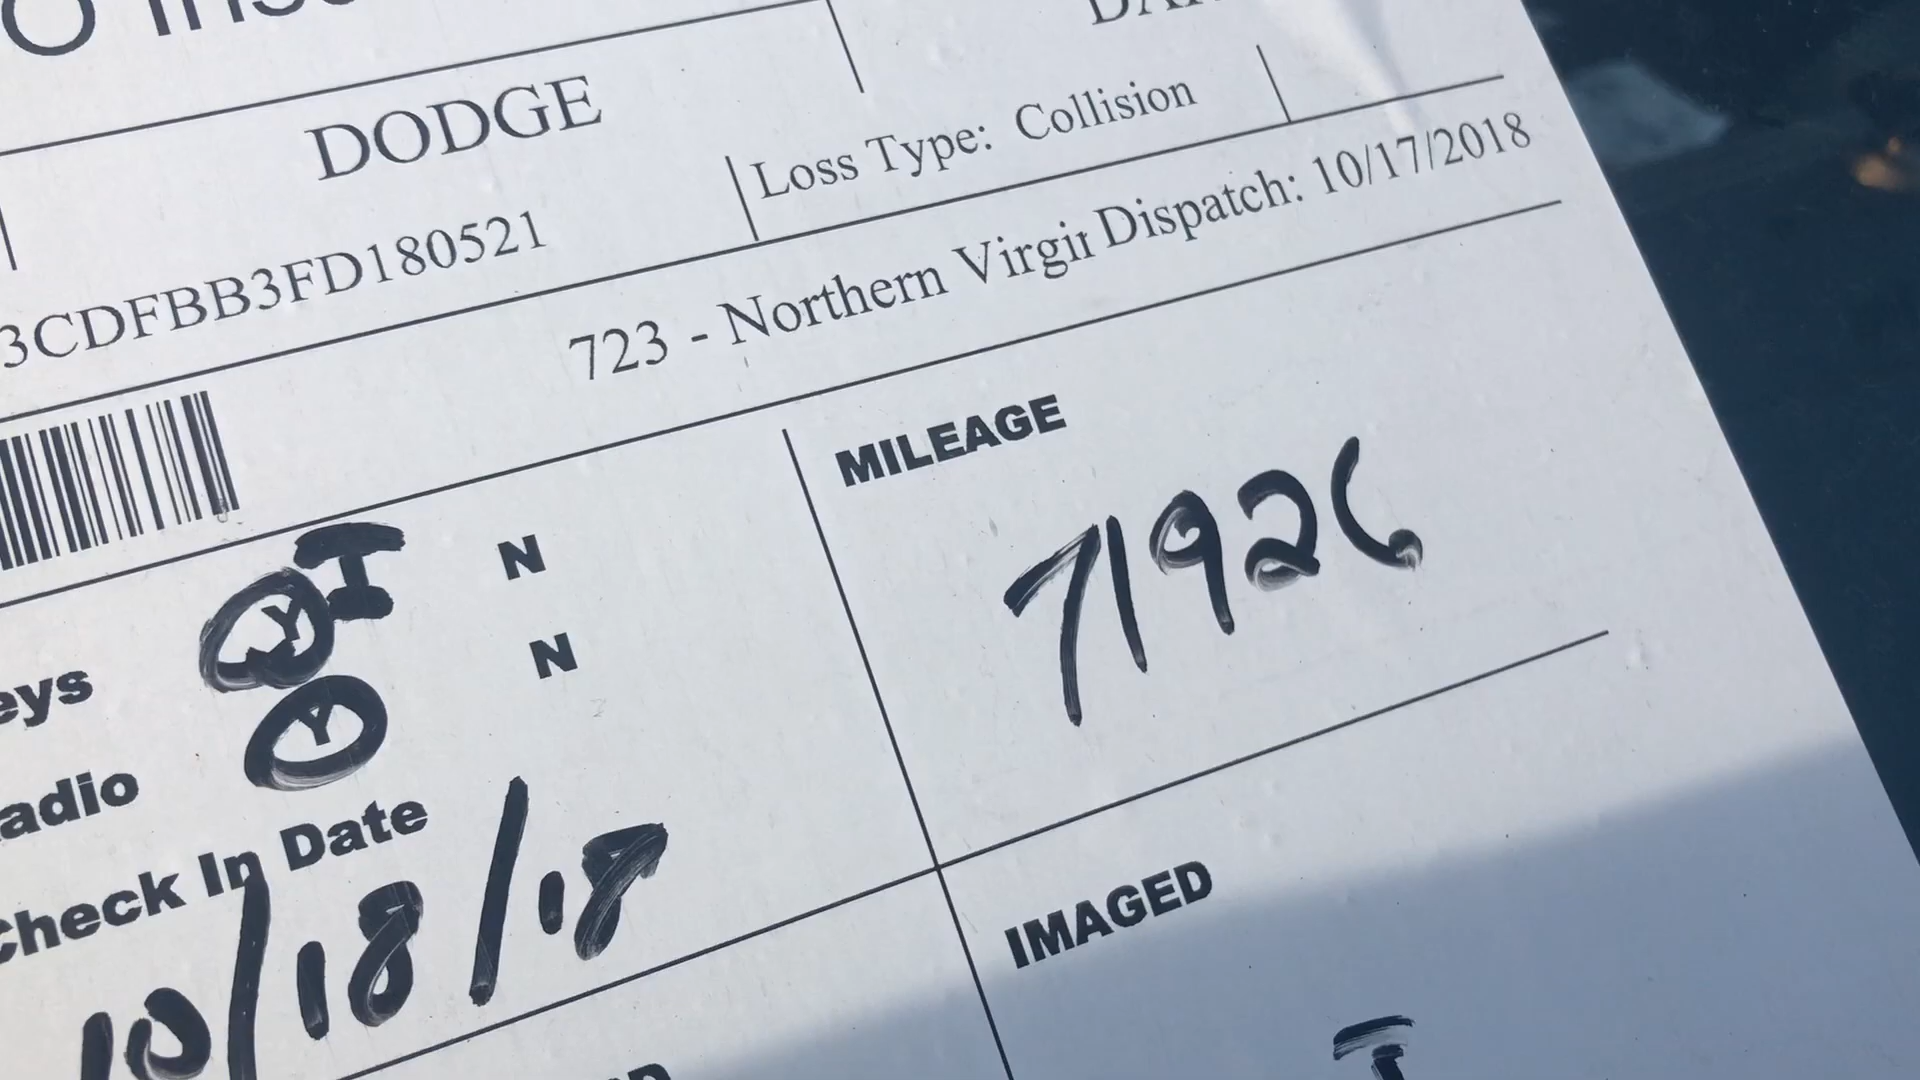 DODGE
Loss Type: Collision
3CDFBB3FD180521
723 - Northern Virgin Dispatch: 10/17/2018
MILEAGE
71926
eys Y I N
adio Y N
Check In Date
10/18/18
IMAGED
I